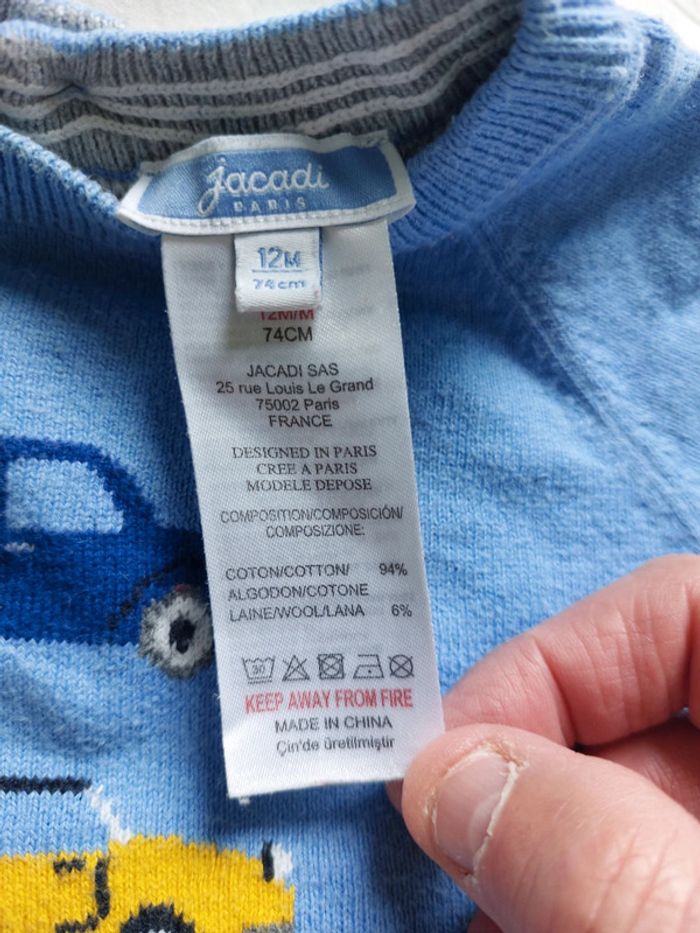 jacadi
PARIS
12M
74cm
12M/M
74CM
JACADI SAS
25 rue Louis Le Grand
75002 Paris
FRANCE
DESIGNED IN PARIS
CREE A PARIS
MODELE DEPOSE
COMPOSITION/COMPOSICIÓN/
COMPOSIZIONE:
COTON/COTTON/ 94%
ALGODON/COTONE
LAINE/WOOL/LANA 6%
30
KEEP AWAY FROM FIRE
MADE IN CHINA
Çin'de üretilmiştir